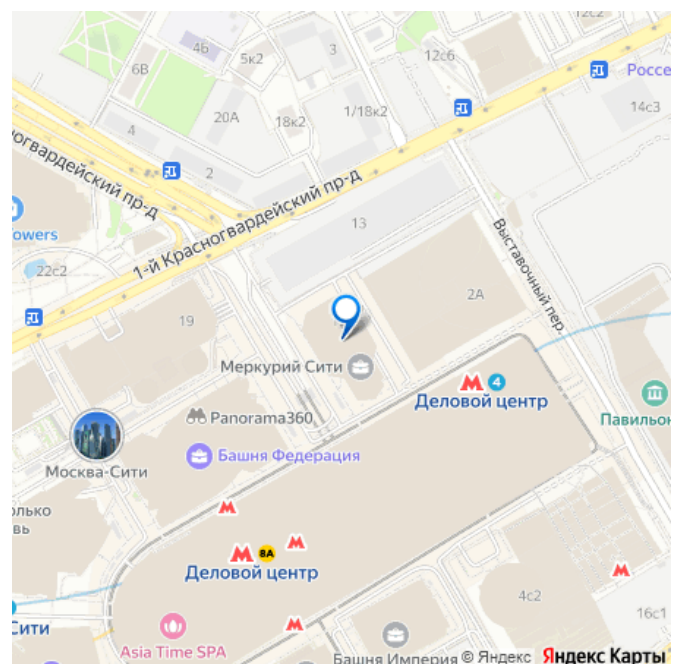 12с2
4Б
5к2
3
12с6
6В
Россе
14с3
20А
18к2
1/18к2
4
2
ногвардейский пр-д
1-й Красногвардейский пр-д
13
Выставочный пер.
owers
22с2
2А
19
Меркурий Сити
М 4
Деловой центр
Panorama360
Павильон
Башня Федерация
Москва-Сити
олько
вь
М
М 8А
М
Деловой центр
М
4с2
Сити
М
16с1
Asia Time SPA
Башня Империя
© Яндекс Яндекс Карты